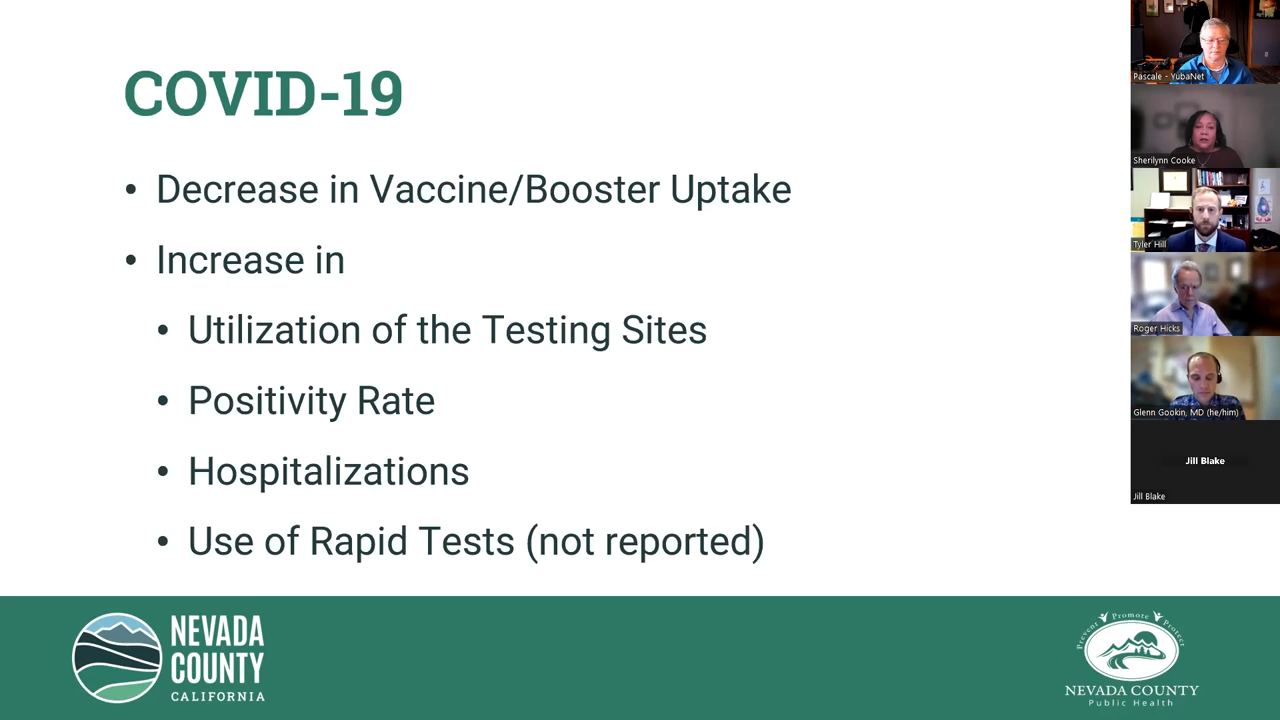 COVID-19
• Decrease in Vaccine/Booster Uptake
• Increase in
• Utilization of the Testing Sites
• Positivity Rate
• Hospitalizations
• Use of Rapid Tests (not reported)
NEVADA
COUNTY
CALIFORNIA
Prevent Promote Protect
NEVADA COUNTY
Public Health
Pascale - YubaNet
Sherilynn Cooke
Tyler Hill
Roger Hicks
Glenn Gookin, MD (he/him)
Jill Blake
Jill Blake